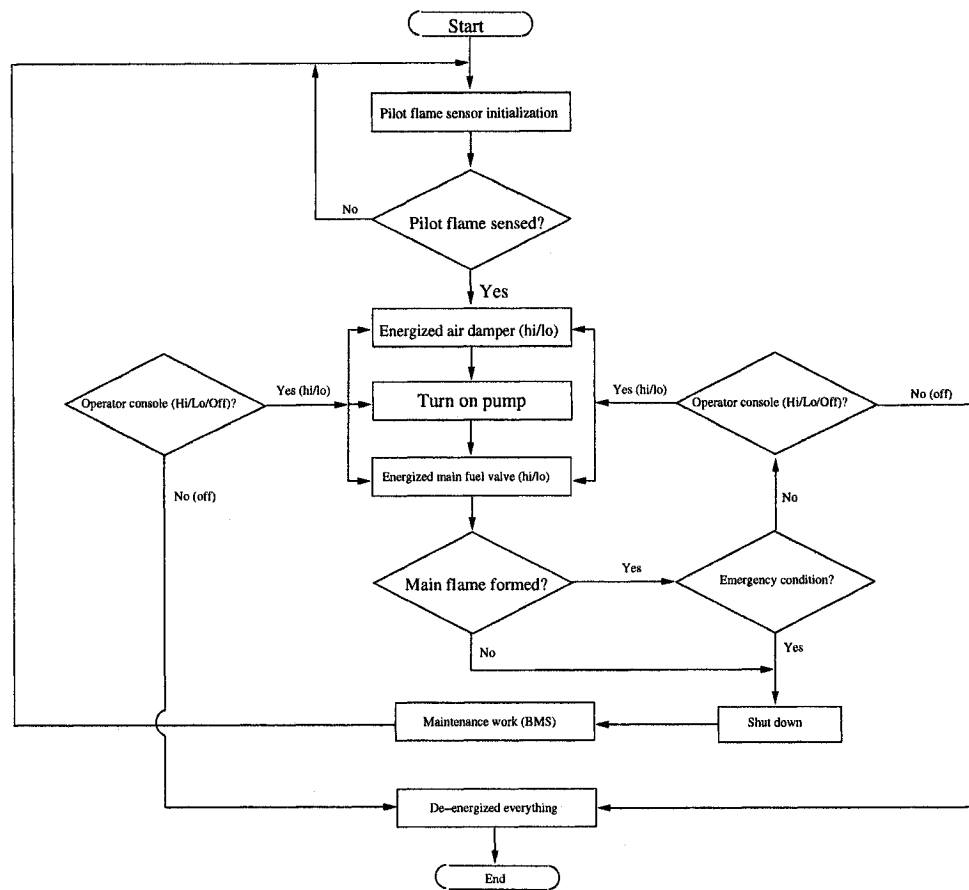 Start
Pilot flame sensor initialization
No
Pilot flame sensed?
Yes
Energized air damper (hi/lo)
Operator console (Hi/Lo/Off)?
Yes (hi/lo)
Turn on pump
Yes (hi/lo)
Operator console (Hi/Lo/Off)?
No (off)
Energized main fuel valve (hi/lo)
No (off)
No
Main flame formed?
Yes
Emergency condition?
No
Yes
Maintenance work (BMS)
Shut down
De-energized everything
End